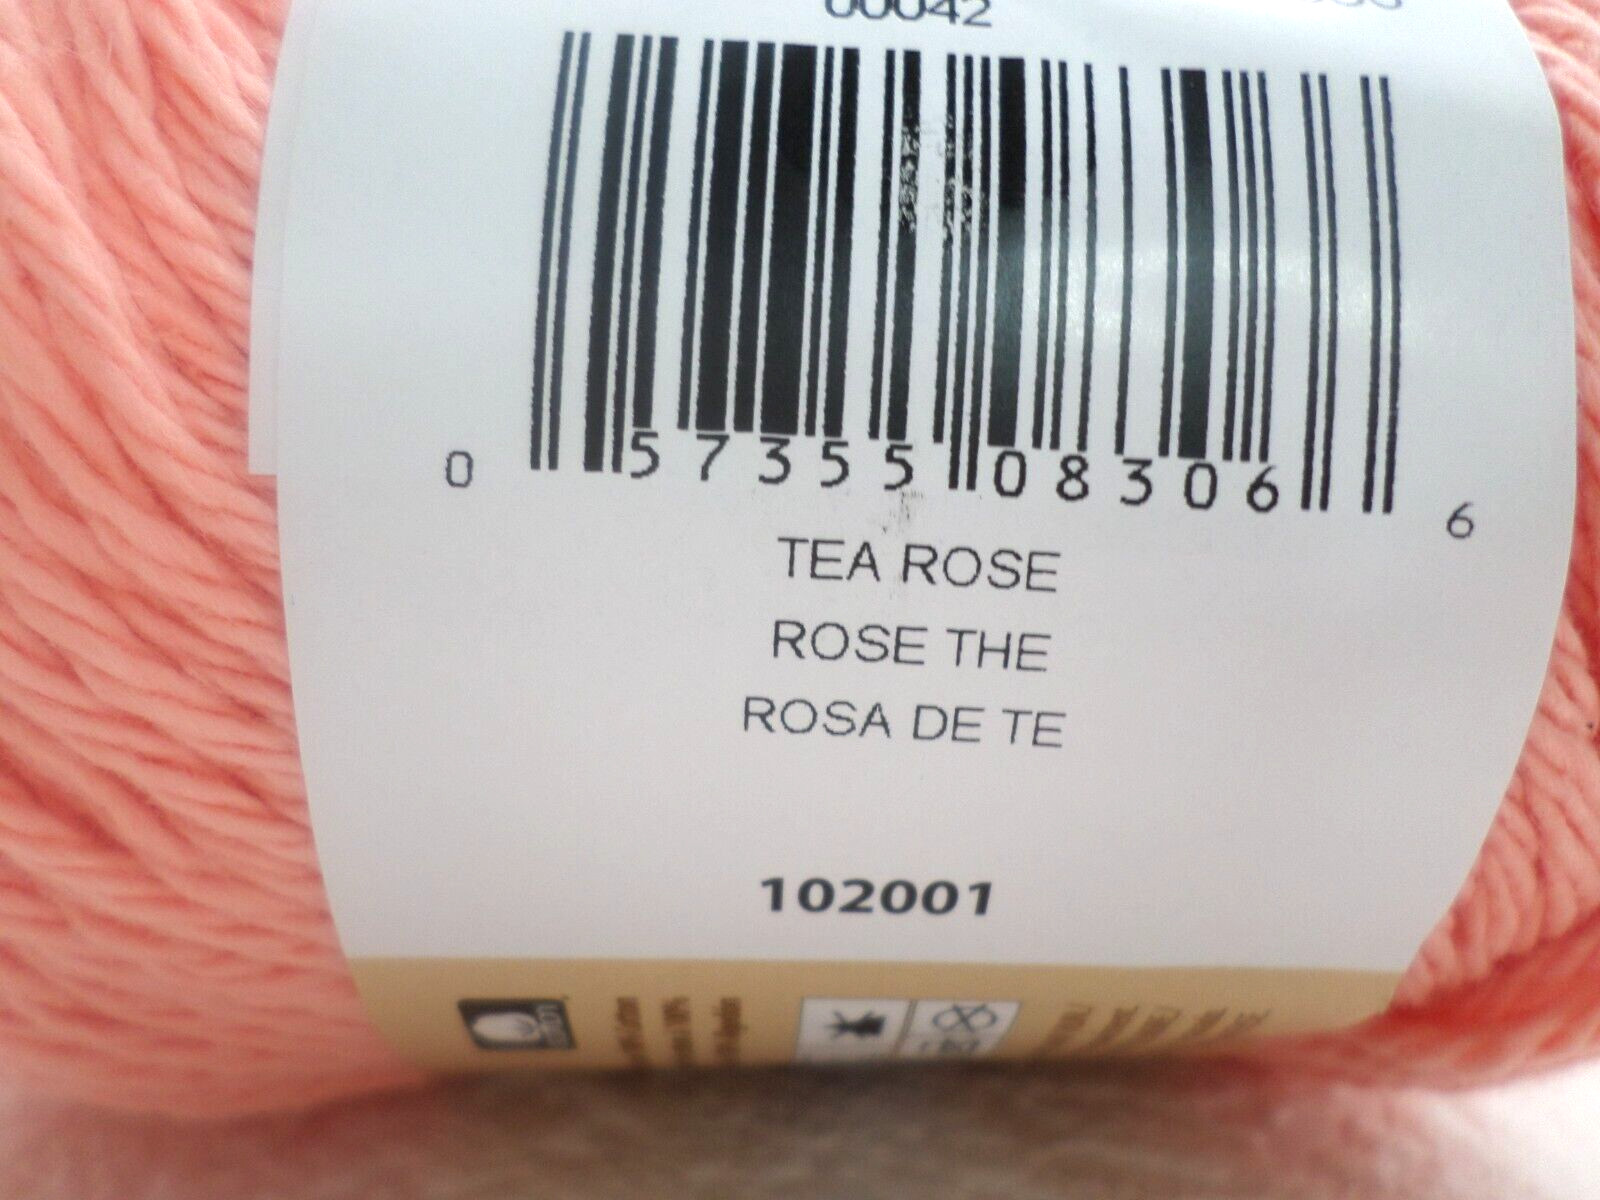 00042
0 57355 08306 6
TEA ROSE
ROSE THE
ROSA DE TE
102001